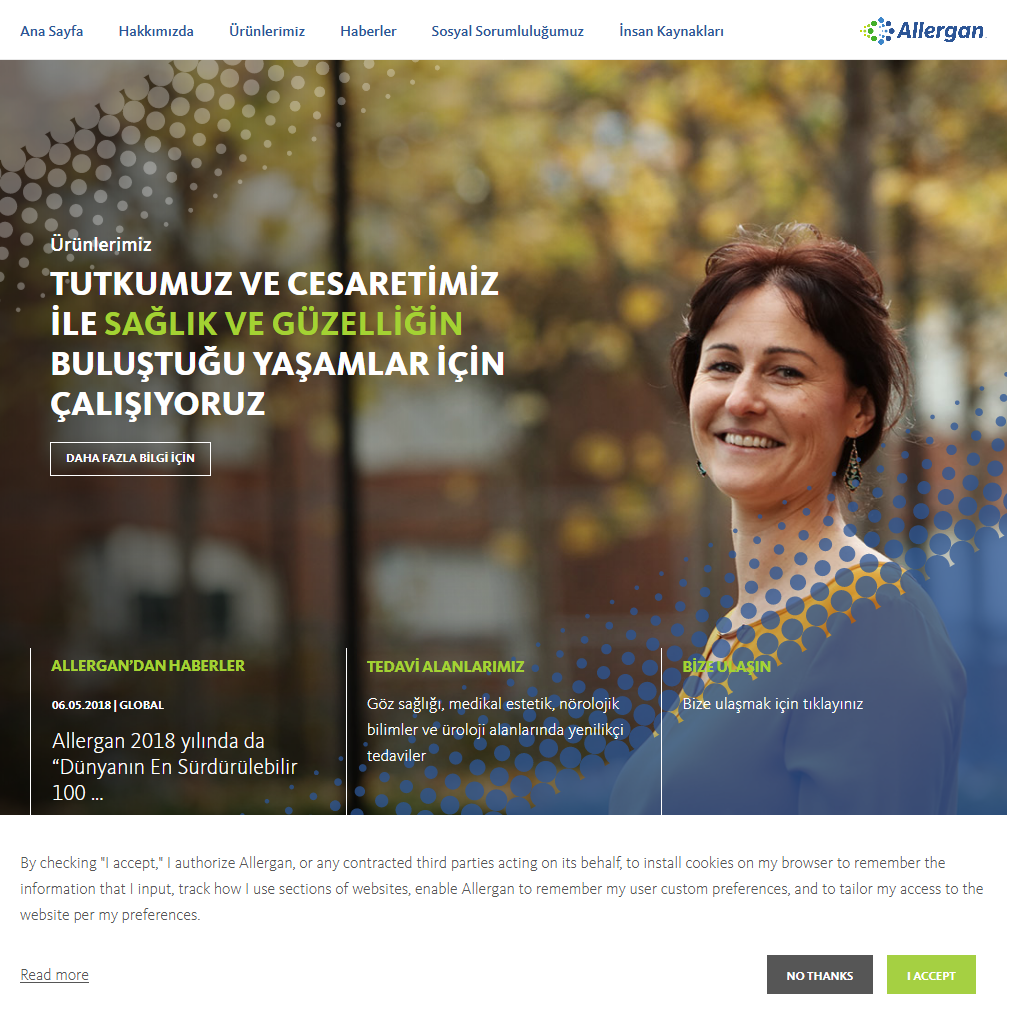 Ana Sayfa
Hakkımızda
Ürünlerimiz
Haberler
Sosyal Sorumluluğumuz
İnsan Kaynakları
Allergan
Ürünlerimiz
TUTKUMUZ VE CESARETİMİZ
İLE SAĞLIK VE GÜZELLİĞİN
BULUŞTUĞU YAŞAMLAR İÇİN
ÇALIŞIYORUZ
DAHA FAZLA BİLGİ İÇİN
ALLERGAN’DAN HABERLER
06.05.2018 | GLOBAL
Allergan 2018 yılında da
“Dünyanın En Sürdürülebilir
100 ...
TEDAVİ ALANLARIMIZ
Göz sağlığı, medikal estetik, nörolojik
bilimler ve üroloji alanlarında yenilikçi
tedaviler
BİZE ULAŞIN
Bize ulaşmak için tıklayınız
By checking "I accept," I authorize Allergan, or any contracted third parties acting on its behalf, to install cookies on my browser to remember the
information that I input, track how I use sections of websites, enable Allergan to remember my user custom preferences, and to tailor my access to the
website per my preferences.
Read more
NO THANKS
I ACCEPT